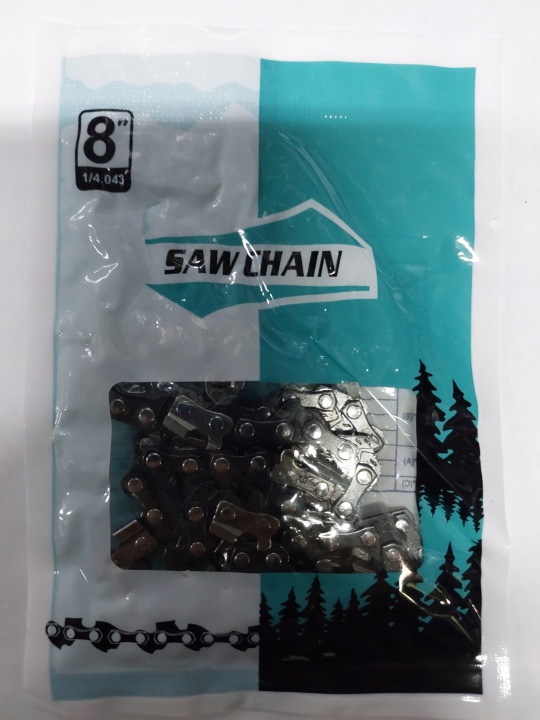 8"
1/4.043"
SAW CHAIN
(B)
(A)
(C)